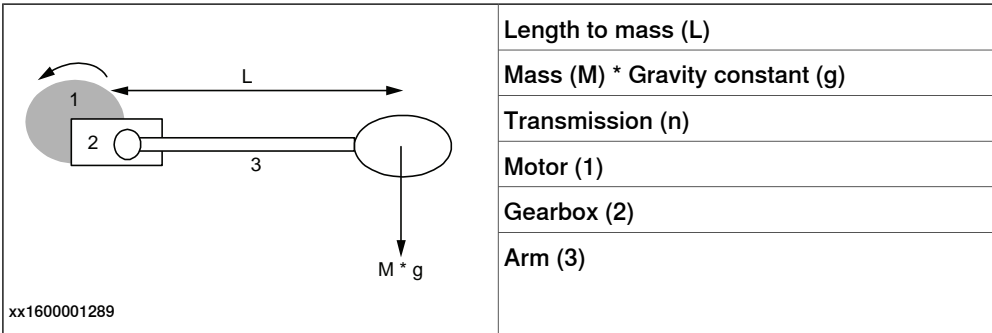 L
1
2
3
M * g
xx1600001289
Length to mass (L)
Mass (M) * Gravity constant (g)
Transmission (n)
Motor (1)
Gearbox (2)
Arm (3)